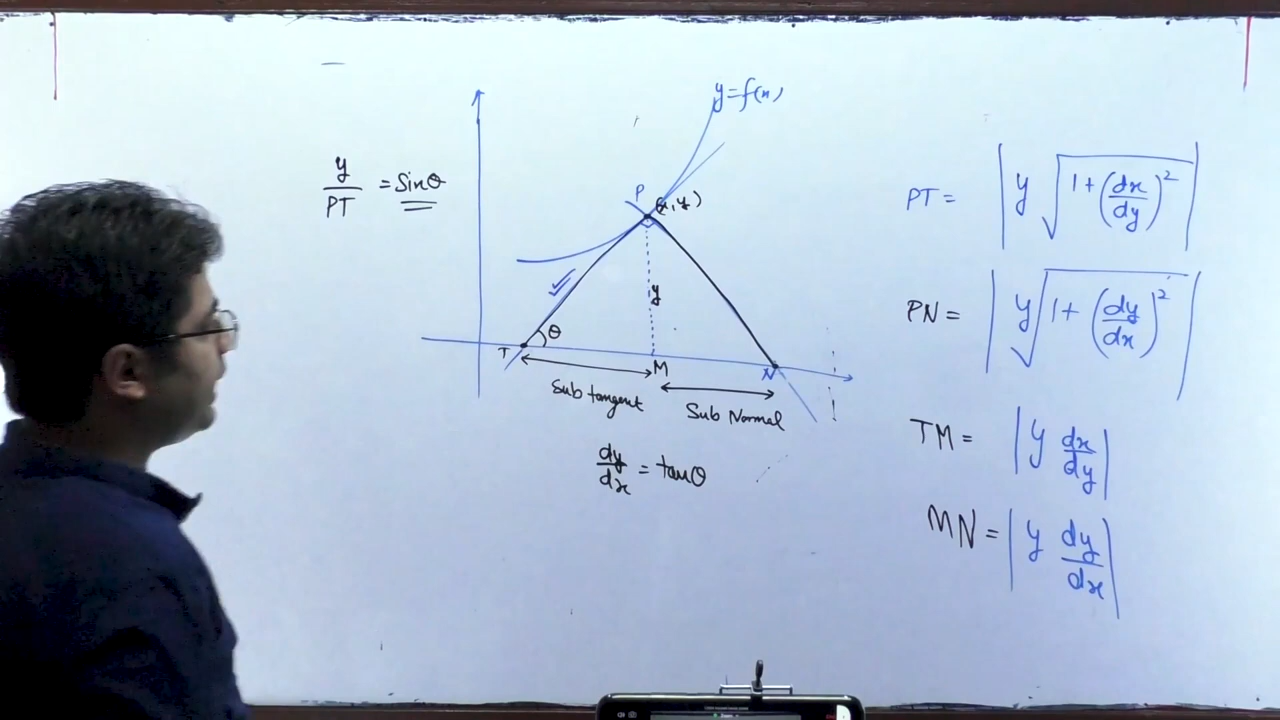 y/PT = Sinθ
y=f(x)
P (x,y)
y
θ
T M N
Sub tangent
Sub Normal
dy/dx = tanθ
PT = |y √(1+(dx/dy)²)|
PN = |y √(1+(dy/dx)²)|
TM = |y dx/dy|
MN = |y dy/dx|